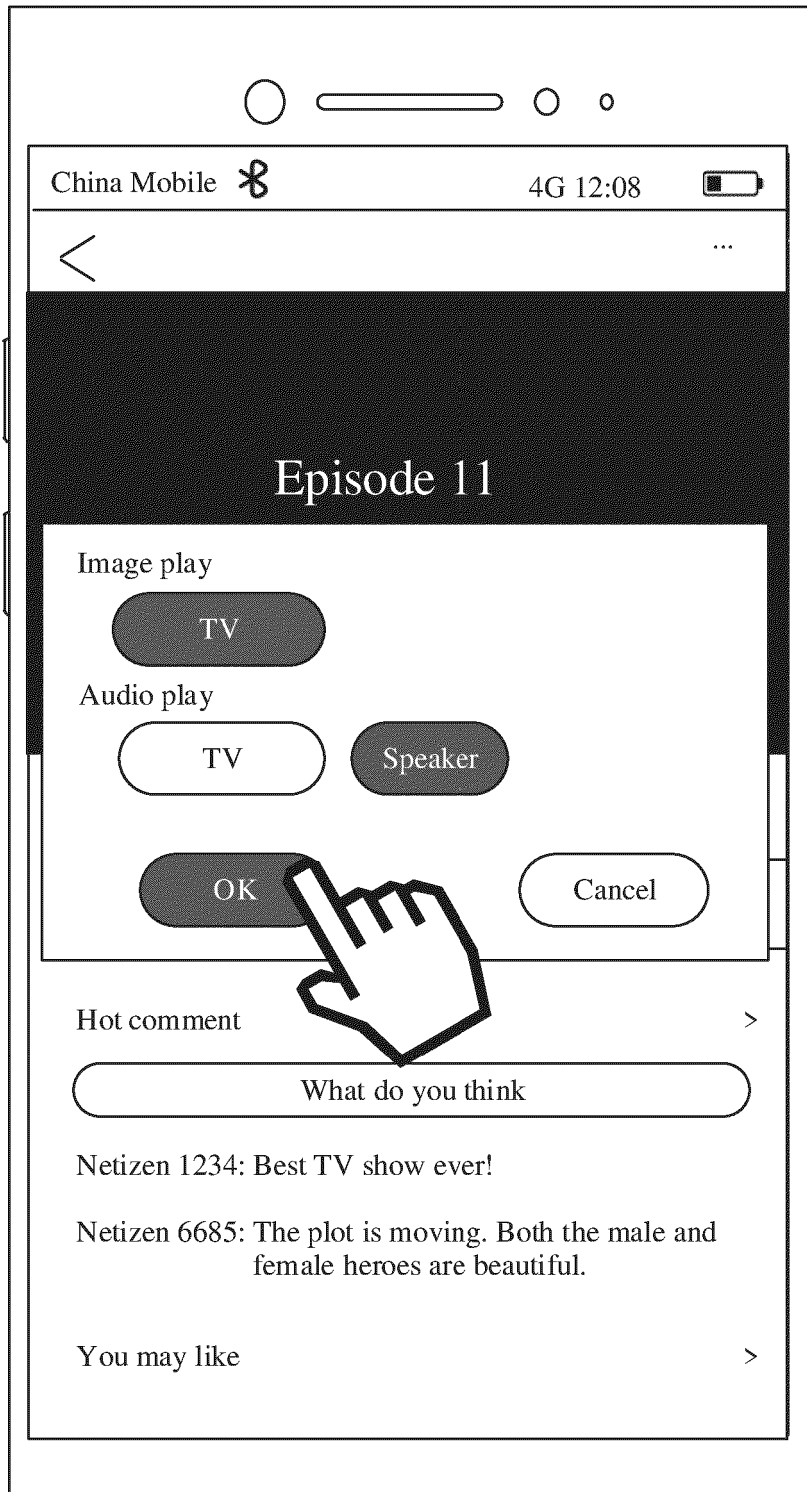 China Mobile 4G 12:08
<
...
Episode 11
Image play
TV
Audio play
TV Speaker
OK Cancel
Hot comment >
What do you think
Netizen 1234: Best TV show ever!
Netizen 6685: The plot is moving. Both the male and
female heroes are beautiful.
You may like >